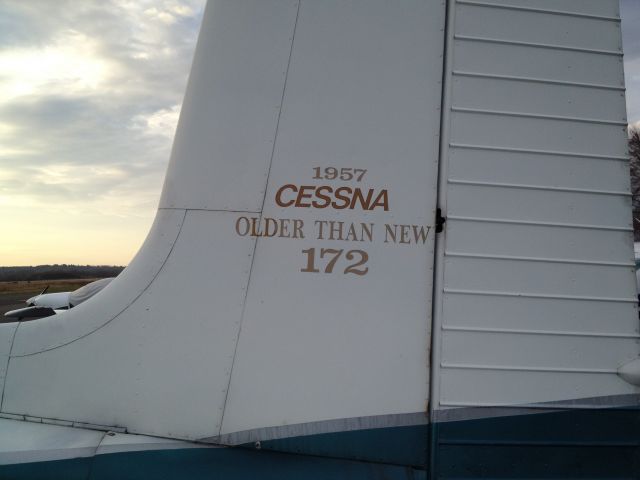 1957
CESSNA
OLDER THAN NEW
172